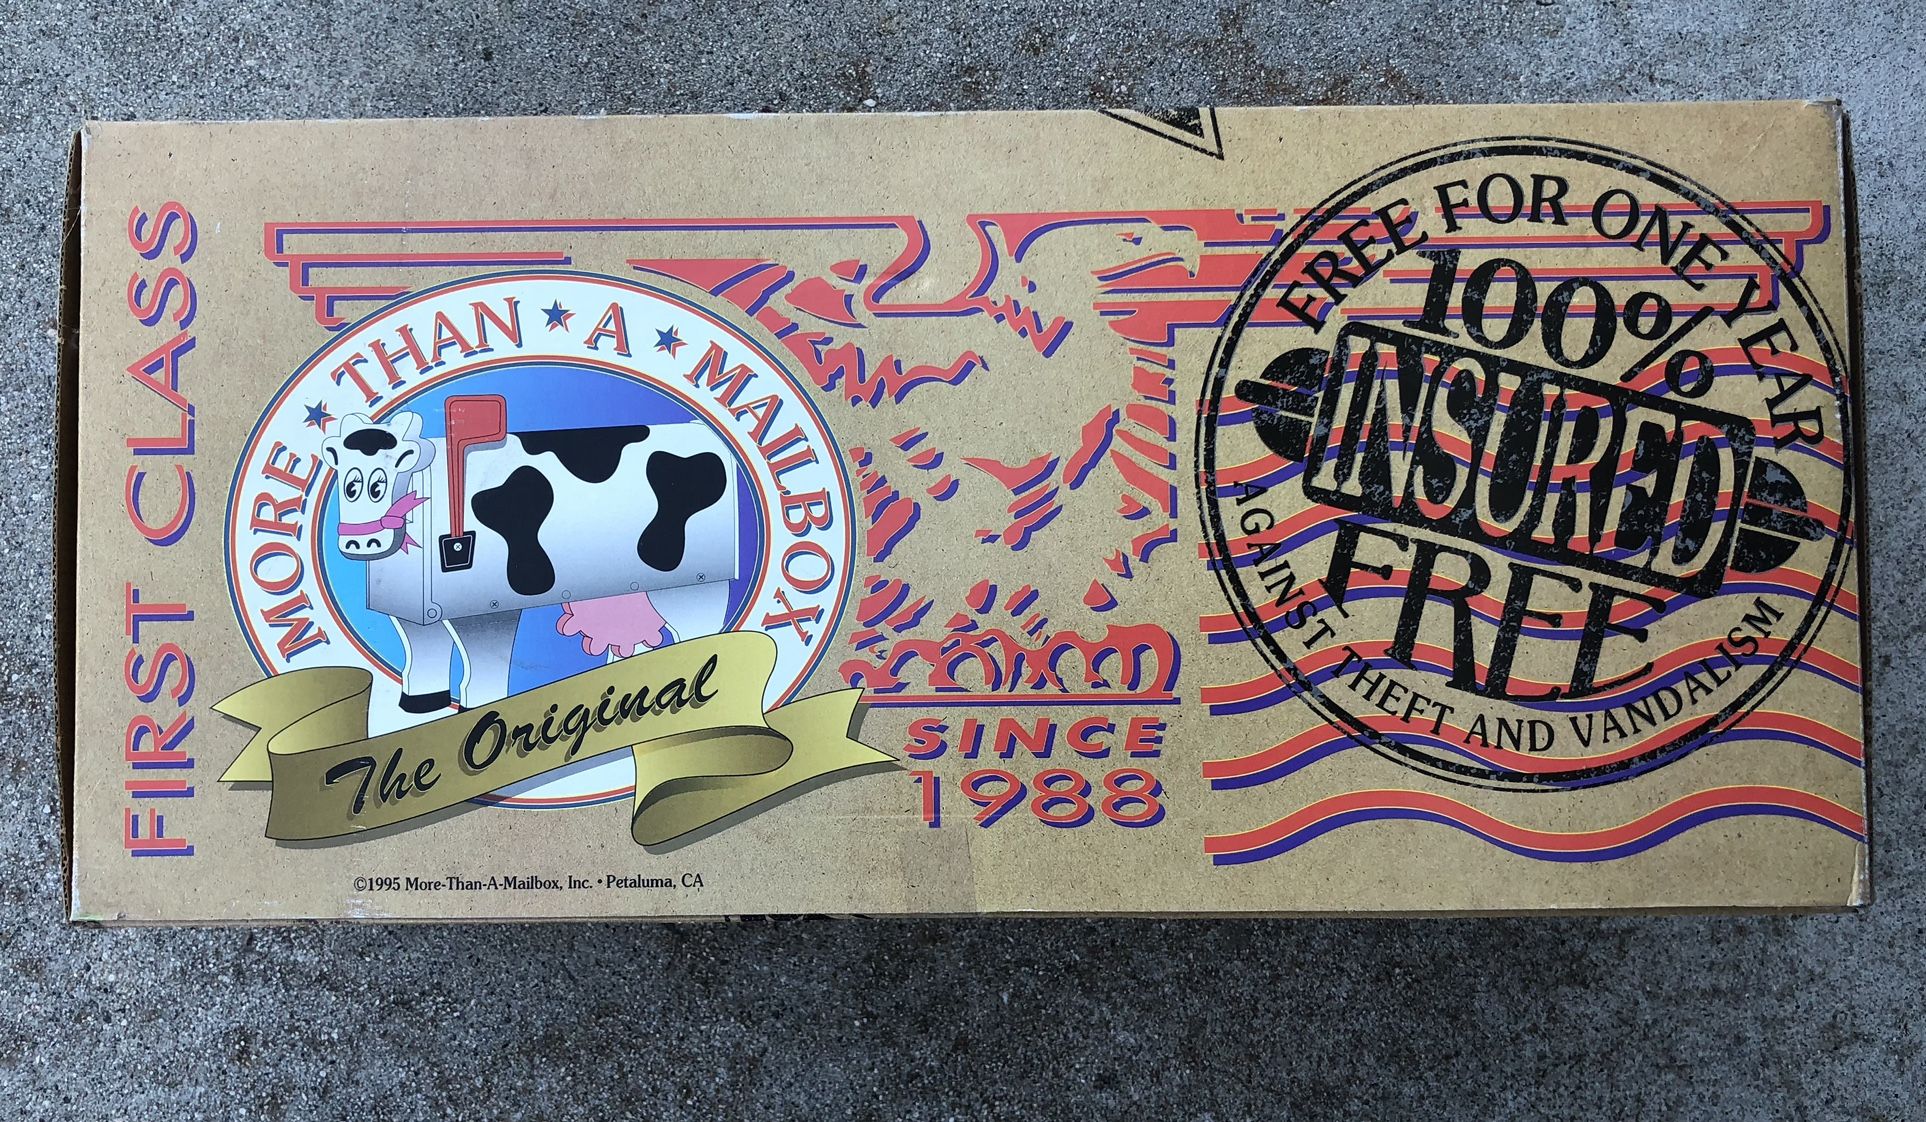 FIRST CLASS
MORE ★ THAN ★ A ★ MAILBOX
The Original
SINCE
1988
FREE FOR ONE YEAR
100%
INSURED
FREE
AGAINST THEFT AND VANDALISM
©1995 More-Than-A-Mailbox, Inc. • Petaluma, CA